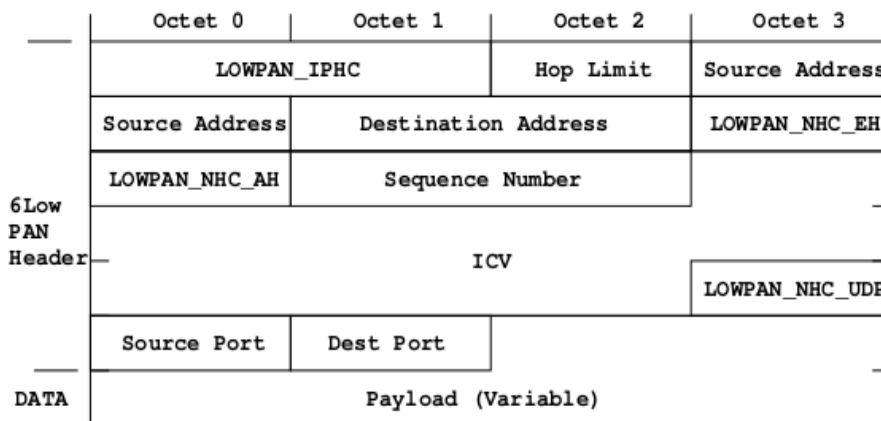 Octet 0 Octet 1 Octet 2 Octet 3
LOWPAN_IPHC Hop Limit Source Address
Source Address Destination Address LOWPAN_NHC_EH
LOWPAN_NHC_AH Sequence Number
6Low
PAN
Header
ICV
LOWPAN_NHC_UDP
Source Port Dest Port
DATA Payload (Variable)